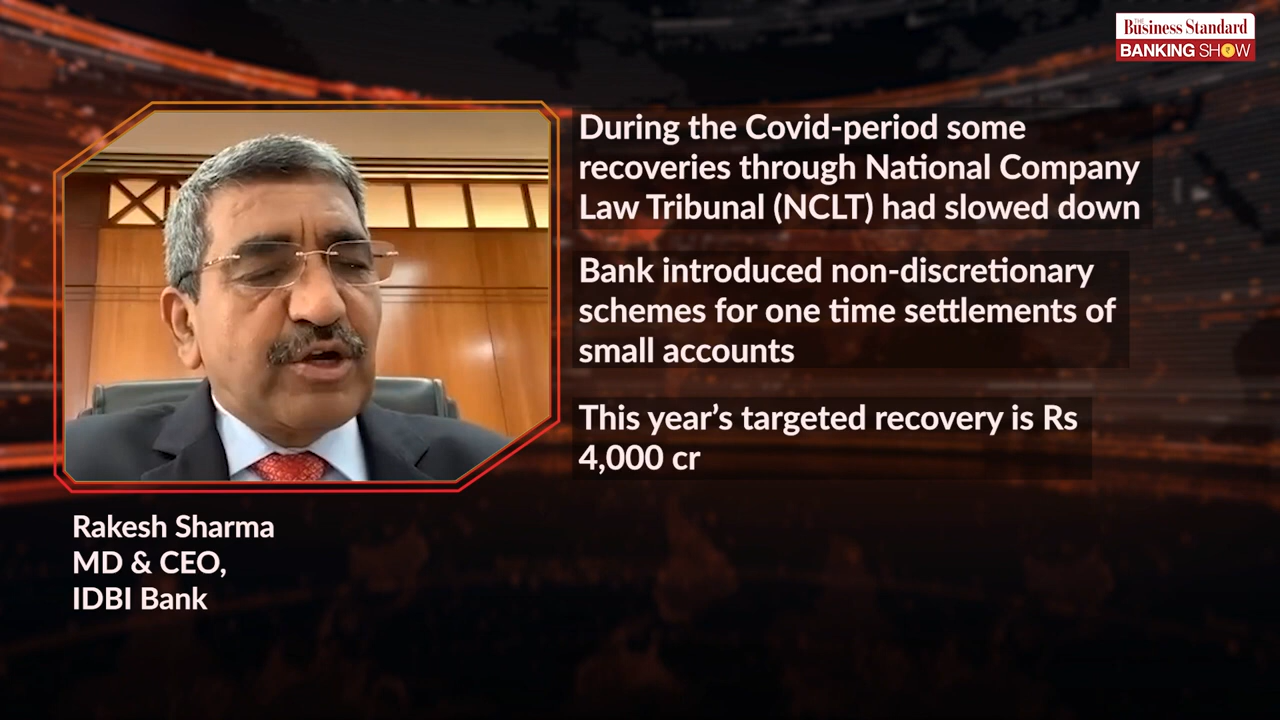 THE
Business Standard
BANKING SHOW
During the Covid-period some
recoveries through National Company
Law Tribunal (NCLT) had slowed down
Bank introduced non-discretionary
schemes for one time settlements of
small accounts
This year’s targeted recovery is Rs
4,000 cr
Rakesh Sharma
MD & CEO,
IDBI Bank